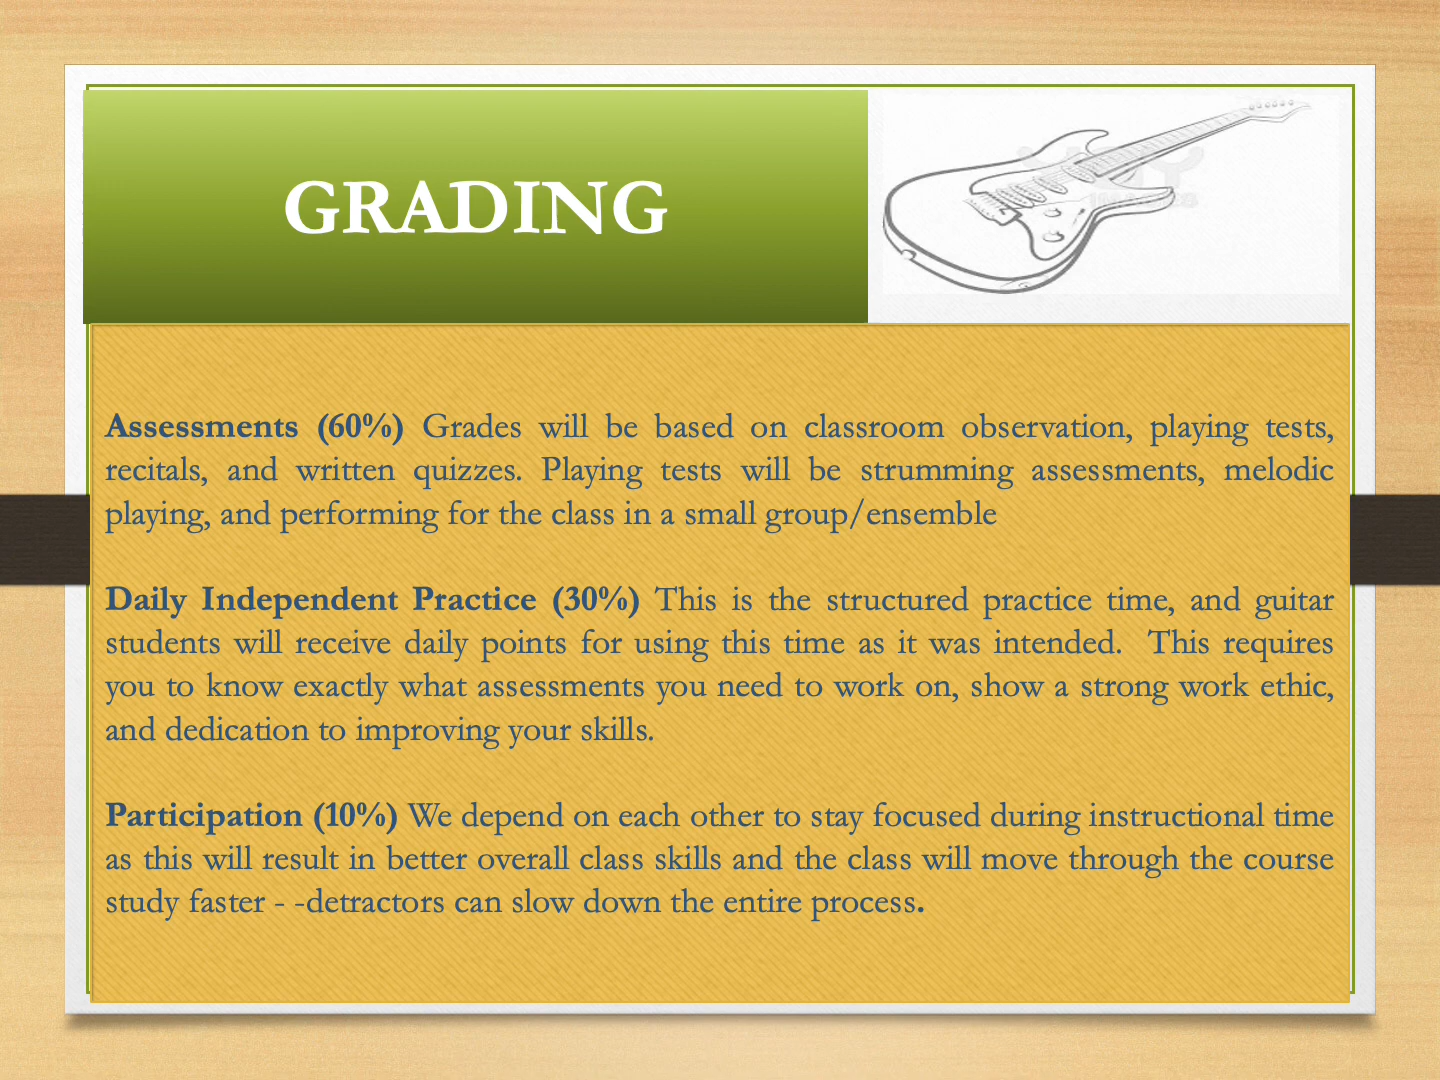 GRADING
Assessments (60%) Grades will be based on classroom observation, playing tests,
recitals, and written quizzes. Playing tests will be strumming assessments, melodic
playing, and performing for the class in a small group/ensemble
Daily Independent Practice (30%) This is the structured practice time, and guitar
students will receive daily points for using this time as it was intended.  This requires
you to know exactly what assessments you need to work on, show a strong work ethic,
and dedication to improving your skills.
Participation (10%) We depend on each other to stay focused during instructional time
as this will result in better overall class skills and the class will move through the course
study faster - -detractors can slow down the entire process.